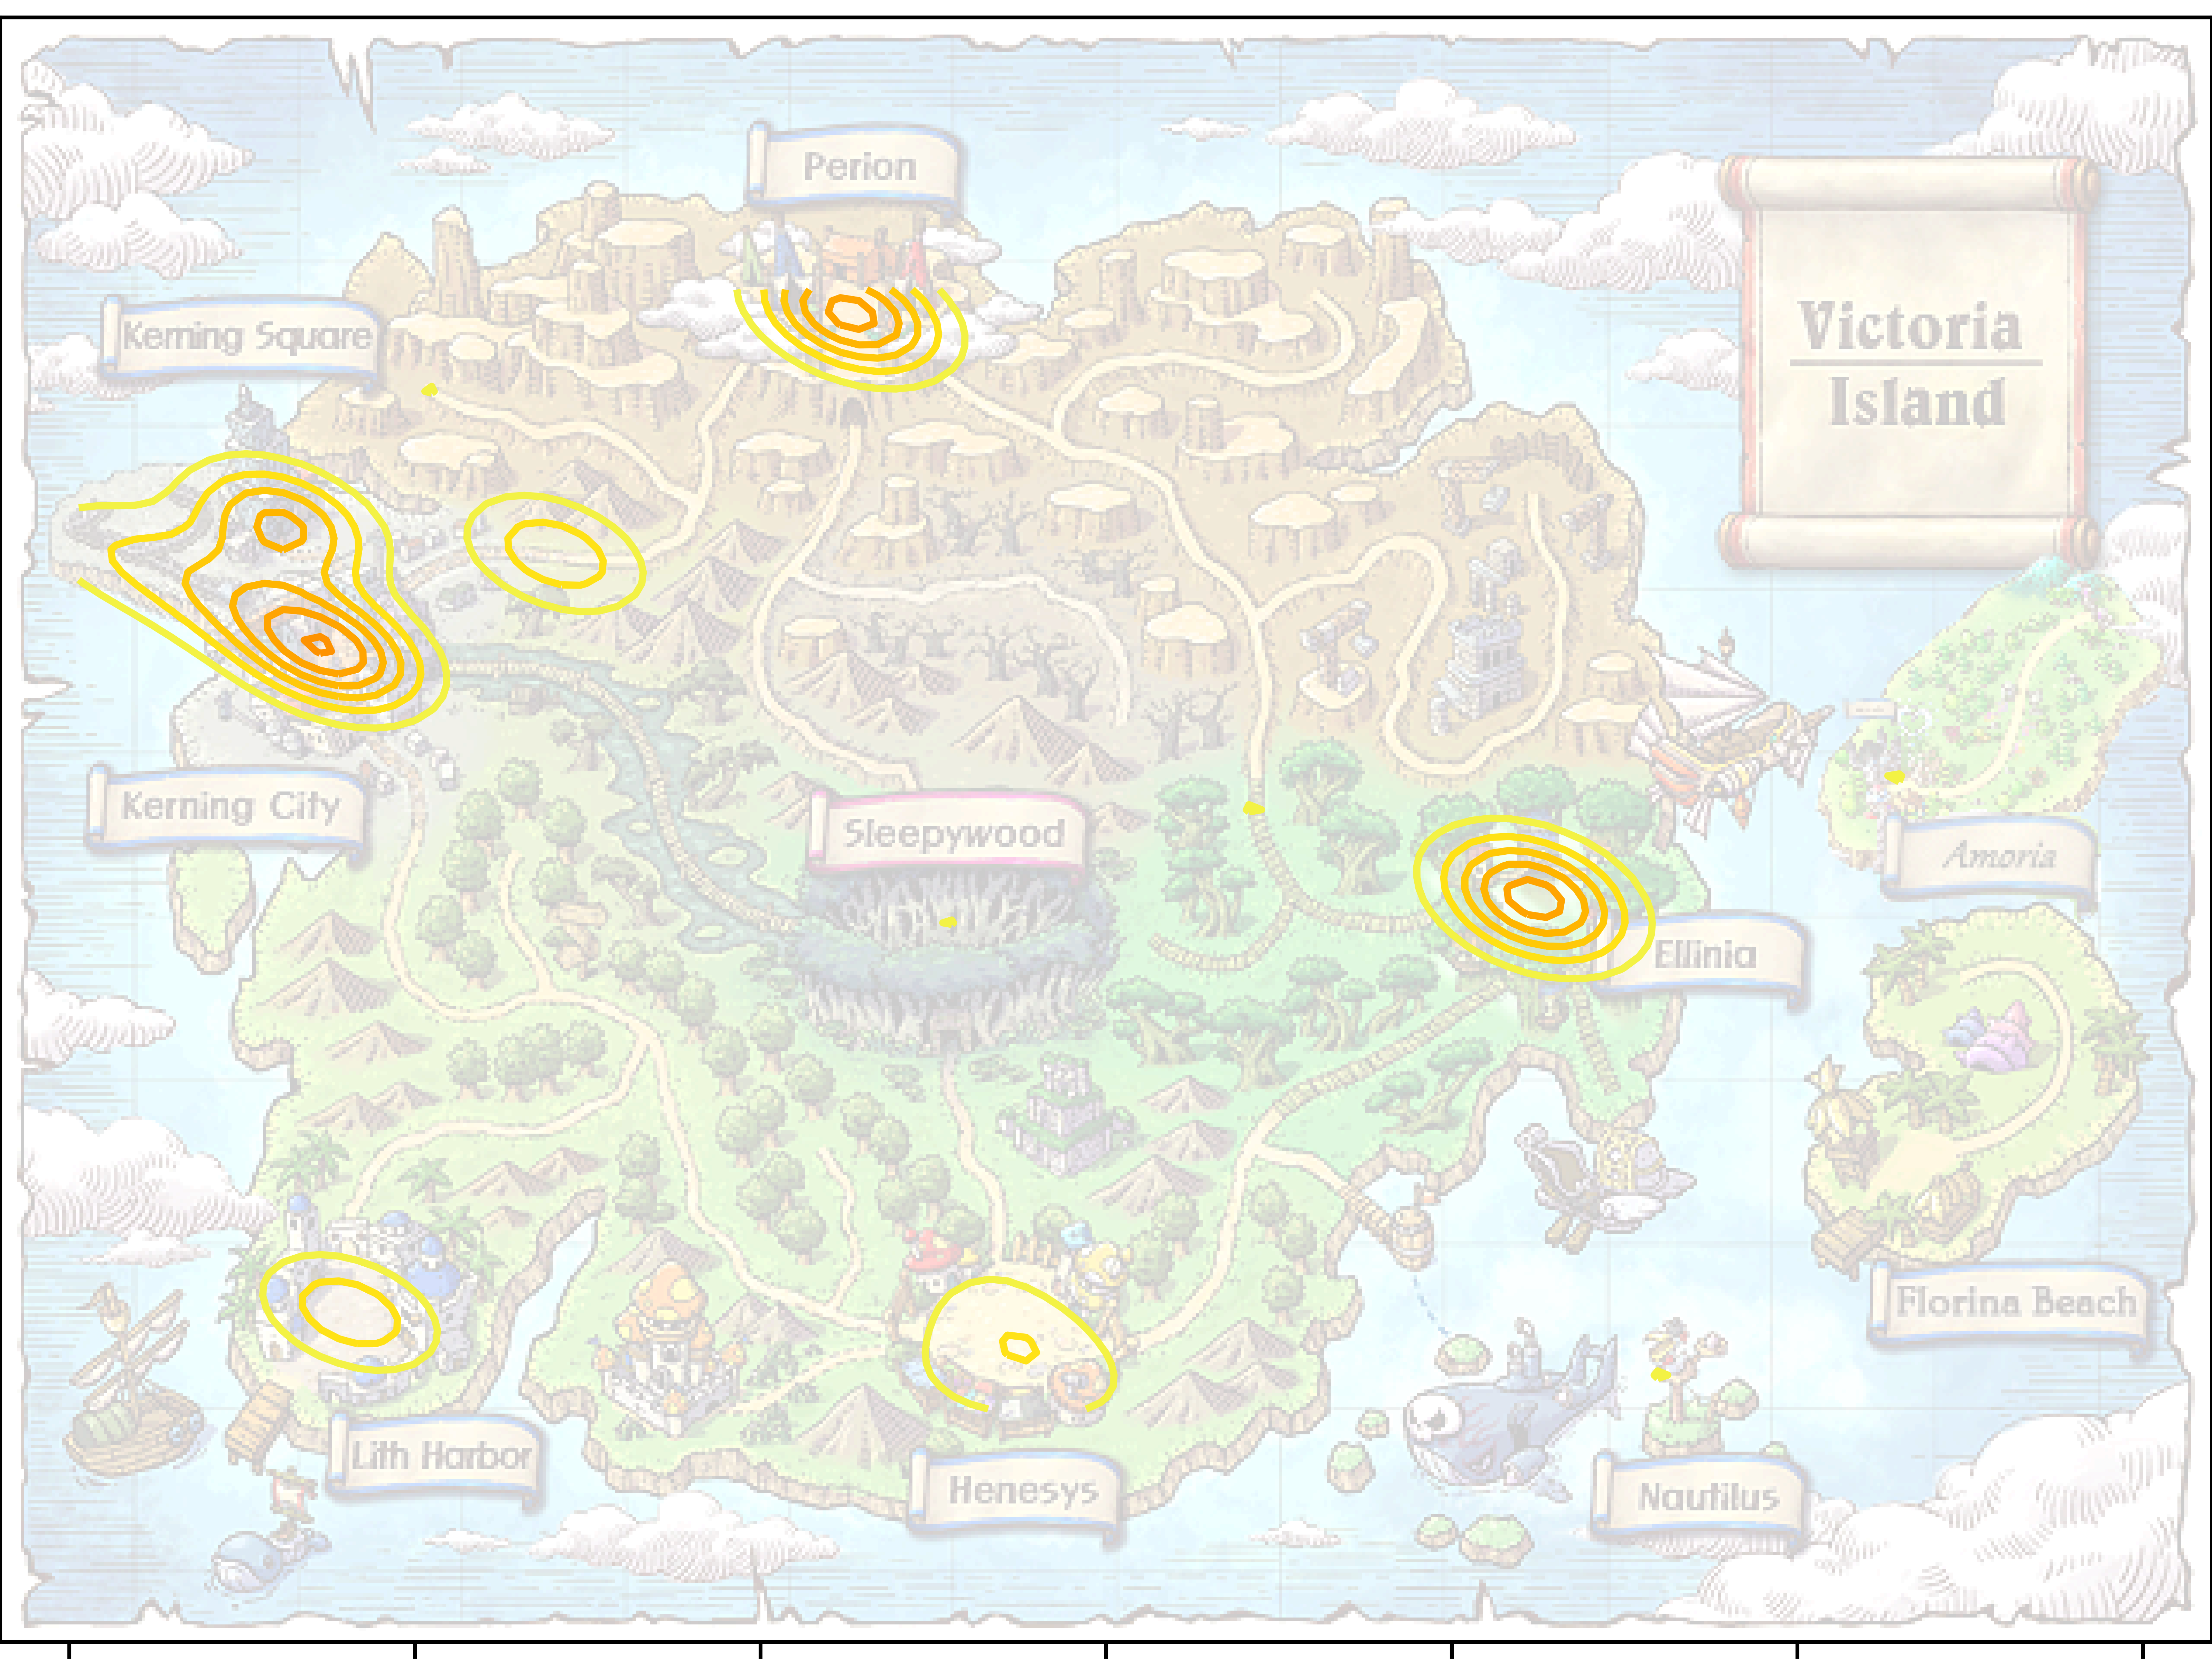 Perion
Kerning Square
Victoria
Island
Kerning City
Sleepywood
Amoria
Ellinia
Florina Beach
Lith Harbor
Henesys
Nautilus